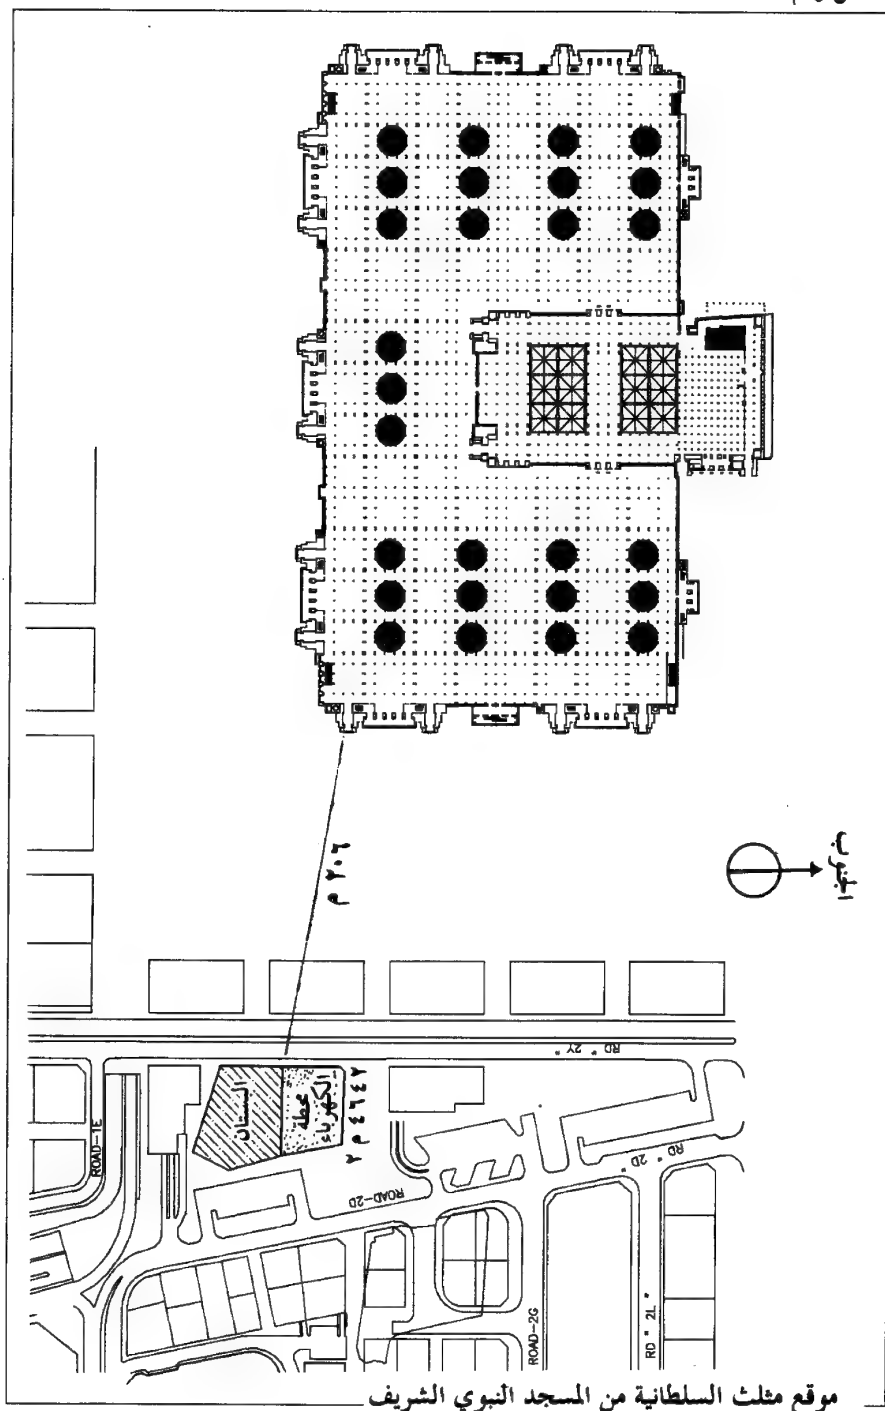 ٢٠٦ م
الجنوب
RD " 2Y "
البستان
محطة
الكهرباء
٤٦٤٢ م٢
ROAD-1E
ROAD-2D
RD " 2D "
ROAD-2G
RD " 2L "
موقع مثلث السلطانية من المسجد النبوي الشريف